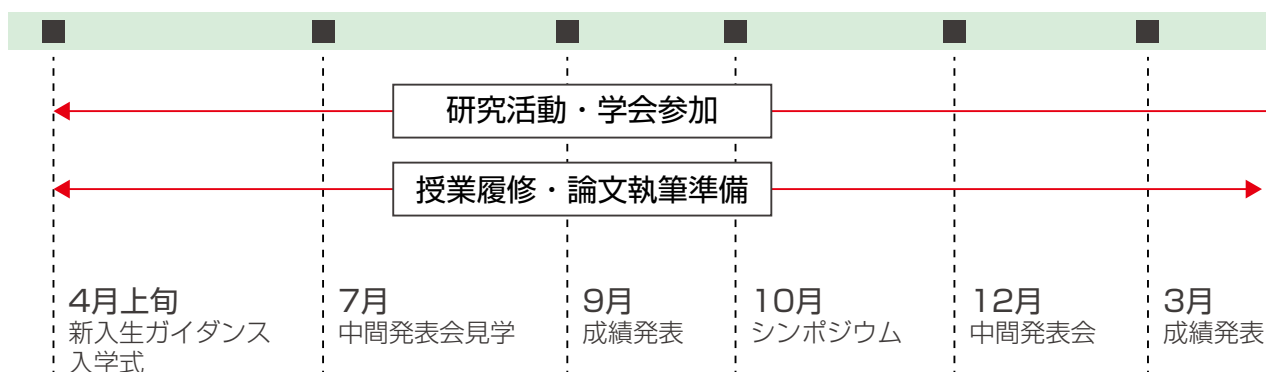 研究活動・学会参加
授業履修・論文執筆準備
4月上旬
新入生ガイダンス
入学式
7月
中間発表会見学
9月
成績発表
10月
シンポジウム
12月
中間発表会
3月
成績発表